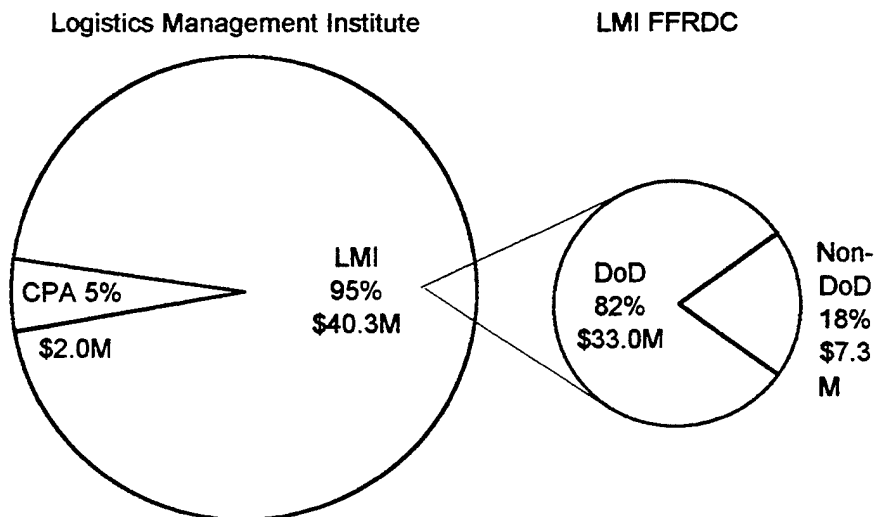 Logistics Management Institute
LMI FFRDC
CPA 5%
$2.0M
LMI
95%
$40.3M
DoD
82%
$33.0M
Non-
DoD
18%
$7.3
M